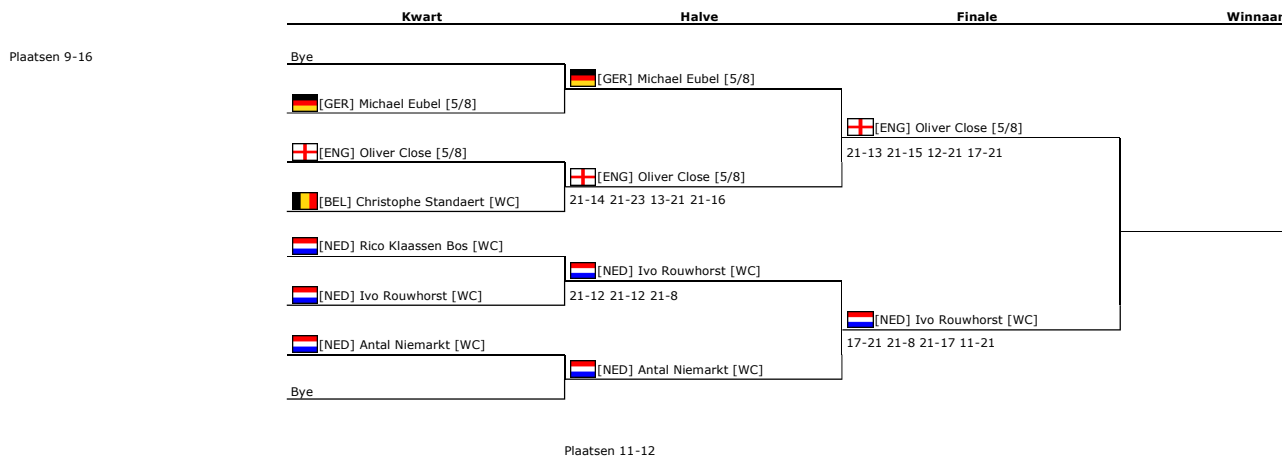 Kwart Halve Finale Winnaar
Plaatsen 9-16 Bye
[GER] Michael Eubel [5/8]
[GER] Michael Eubel [5/8]
[ENG] Oliver Close [5/8]
[ENG] Oliver Close [5/8] 21-13 21-15 12-21 17-21
[ENG] Oliver Close [5/8]
[BEL] Christophe Standaert [WC] 21-14 21-23 13-21 21-16
[NED] Rico Klaassen Bos [WC]
[NED] Ivo Rouwhorst [WC]
[NED] Ivo Rouwhorst [WC] 21-12 21-12 21-8
[NED] Ivo Rouwhorst [WC]
[NED] Antal Niemarkt [WC] 17-21 21-8 21-17 11-21
[NED] Antal Niemarkt [WC]
Bye
Plaatsen 11-12